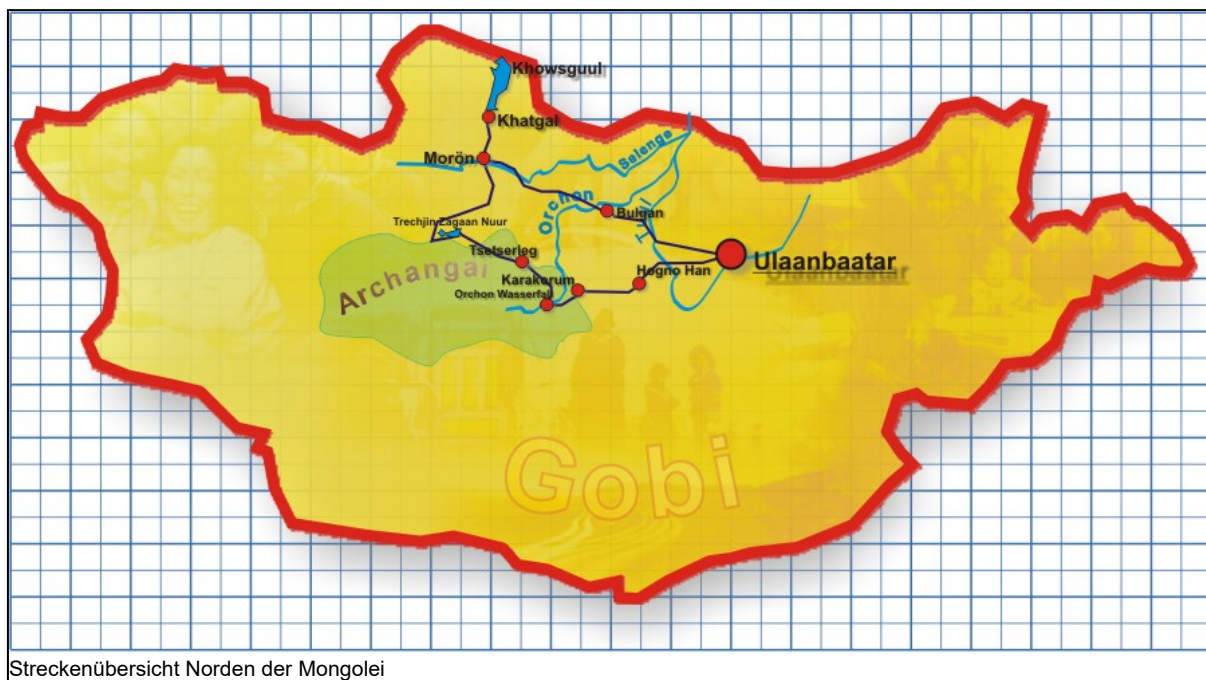 Khowsguul
Khatgal
Morön
Selenge
Orchon
Bulgan
Tuul
Trechjin Zagaan Nuur
Tsetserleg
Archangai
Ulaanbaatar
Hogno Han
Karakorum
Orchon Wasserfall
Gobi
Streckenübersicht Norden der Mongolei